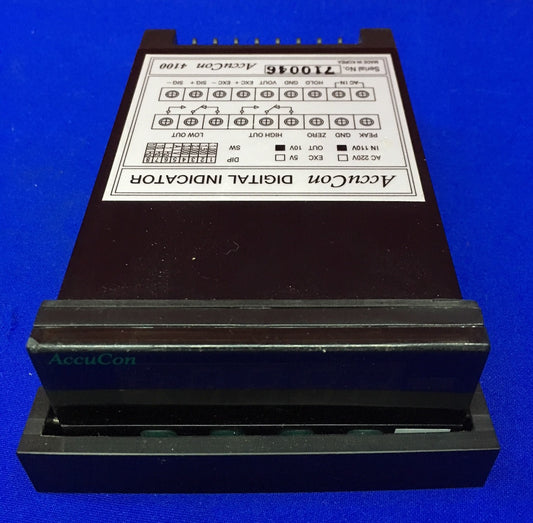 AccuCon DIGITAL INDICATOR
AC 220V EXC 5V
IN 110V OUT 10V
DIP
SW
PEAK GND ZERO HIGH OUT LOW OUT
AC IN HOLD GND VOUT EXC + EXC − SIG + SIG −
Serial No. 710046
MADE IN KOREA
AccuCon 4100
AccuCon